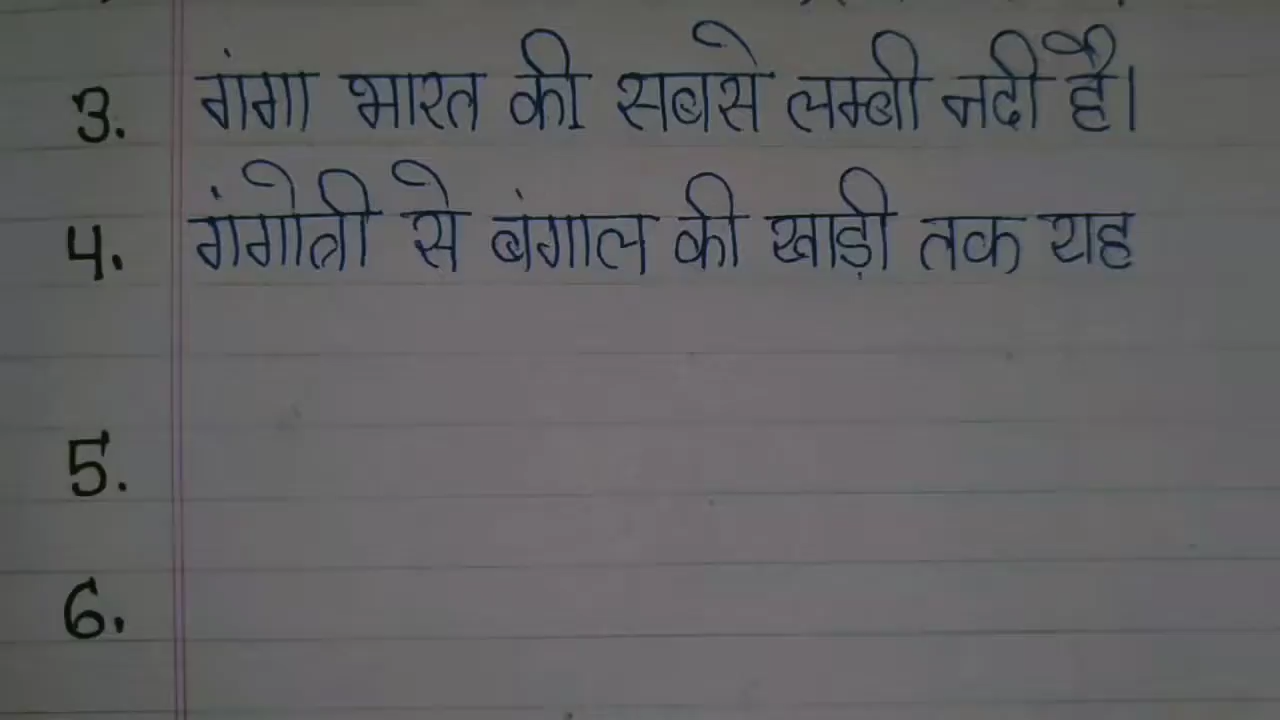 3. गंगा भारत की सबसे लम्बी नदी है।
4. गंगोत्री से बंगाल की खाड़ी तक यह
5.
6.